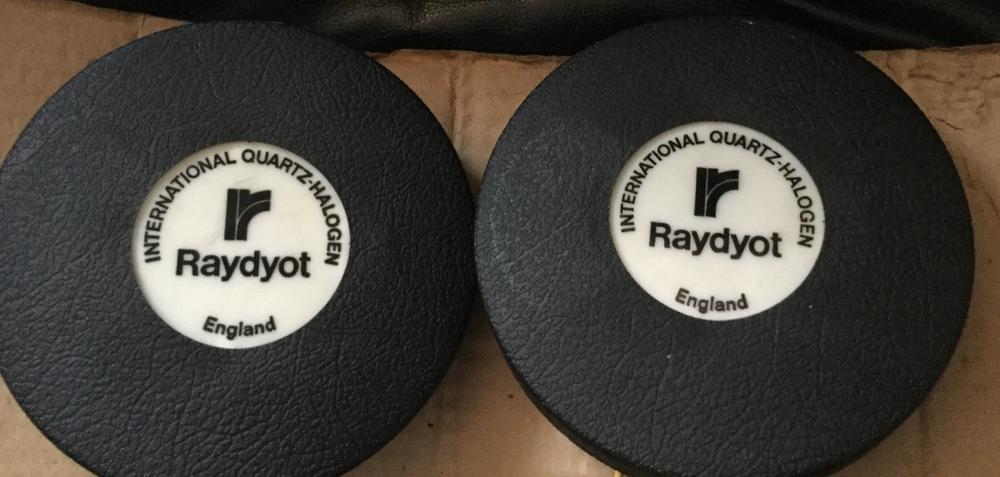 INTERNATIONAL QUARTZ-HALOGEN
r
Raydyot
England
INTERNATIONAL QUARTZ-HALOGEN
r
Raydyot
England